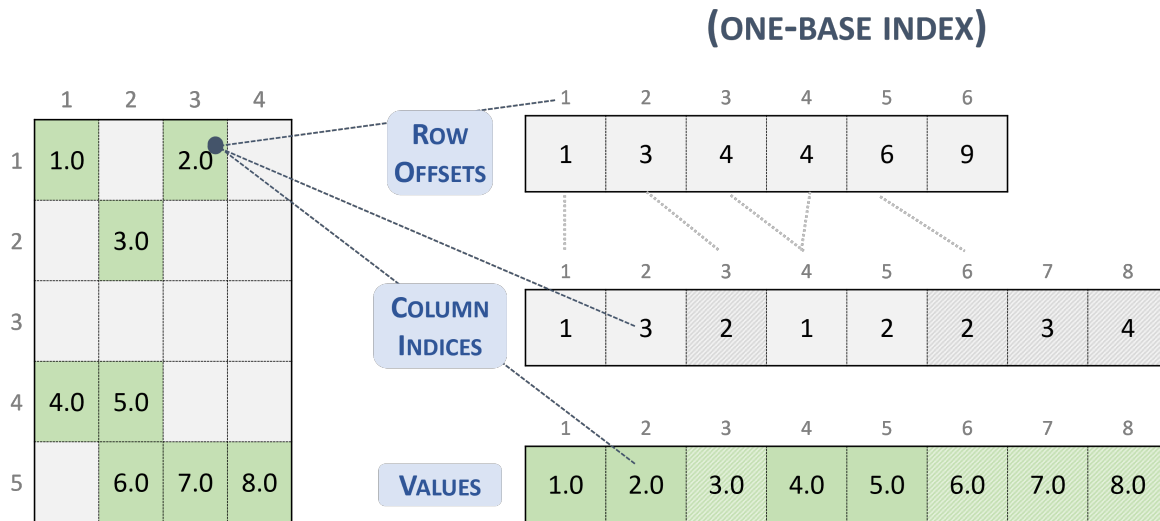 (ONE-BASE INDEX)
1 2 3 4
1 1.0 2.0
2 3.0
3
4 4.0 5.0
5 6.0 7.0 8.0
ROW
OFFSETS
1 2 3 4 5 6
1 3 4 4 6 9
COLUMN
INDICES
1 2 3 4 5 6 7 8
1 3 2 1 2 2 3 4
VALUES
1 2 3 4 5 6 7 8
1.0 2.0 3.0 4.0 5.0 6.0 7.0 8.0